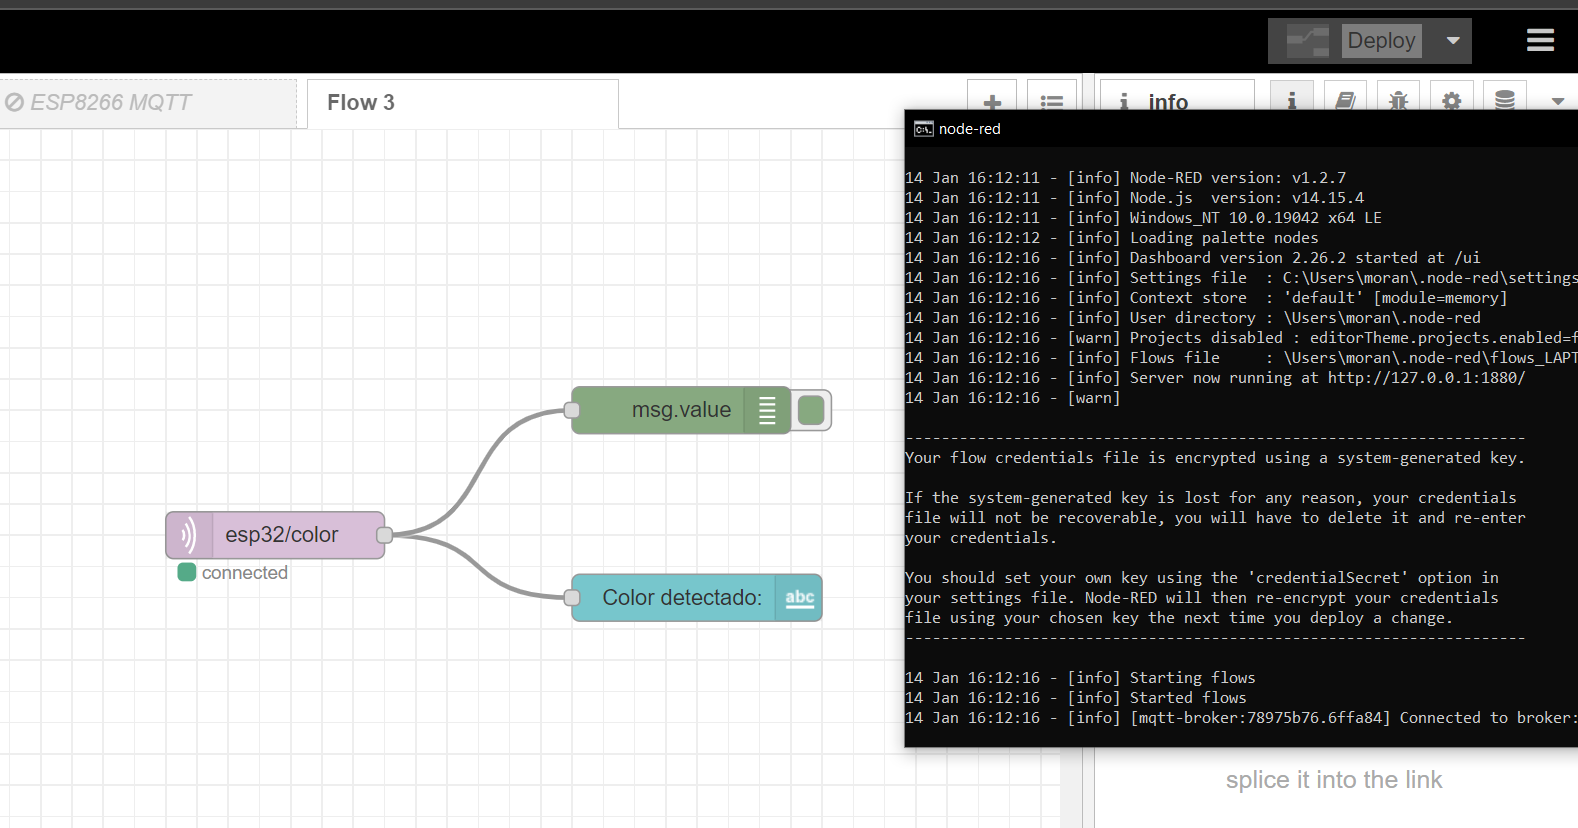 Deploy
ESP8266 MQTT
Flow 3
info
node-red
14 Jan 16:12:11 - [info] Node-RED version: v1.2.7
14 Jan 16:12:11 - [info] Node.js  version: v14.15.4
14 Jan 16:12:11 - [info] Windows_NT 10.0.19042 x64 LE
14 Jan 16:12:12 - [info] Loading palette nodes
14 Jan 16:12:16 - [info] Dashboard version 2.26.2 started at /ui
14 Jan 16:12:16 - [info] Settings file  : C:\Users\moran\.node-red\settings
14 Jan 16:12:16 - [info] Context store  : 'default' [module=memory]
14 Jan 16:12:16 - [info] User directory : \Users\moran\.node-red
14 Jan 16:12:16 - [warn] Projects disabled : editorTheme.projects.enabled=f
14 Jan 16:12:16 - [info] Flows file     : \Users\moran\.node-red\flows_LAPT
14 Jan 16:12:16 - [info] Server now running at http://127.0.0.1:1880/
14 Jan 16:12:16 - [warn]
---------------------------------------------------------------------
Your flow credentials file is encrypted using a system-generated key.
If the system-generated key is lost for any reason, your credentials
file will not be recoverable, you will have to delete it and re-enter
your credentials.
You should set your own key using the 'credentialSecret' option in
your settings file. Node-RED will then re-encrypt your credentials
file using your chosen key the next time you deploy a change.
---------------------------------------------------------------------
14 Jan 16:12:16 - [info] Starting flows
14 Jan 16:12:16 - [info] Started flows
14 Jan 16:12:16 - [info] [mqtt-broker:78975b76.6ffa84] Connected to broker:
msg.value
esp32/color
connected
Color detectado:
abc
splice it into the link